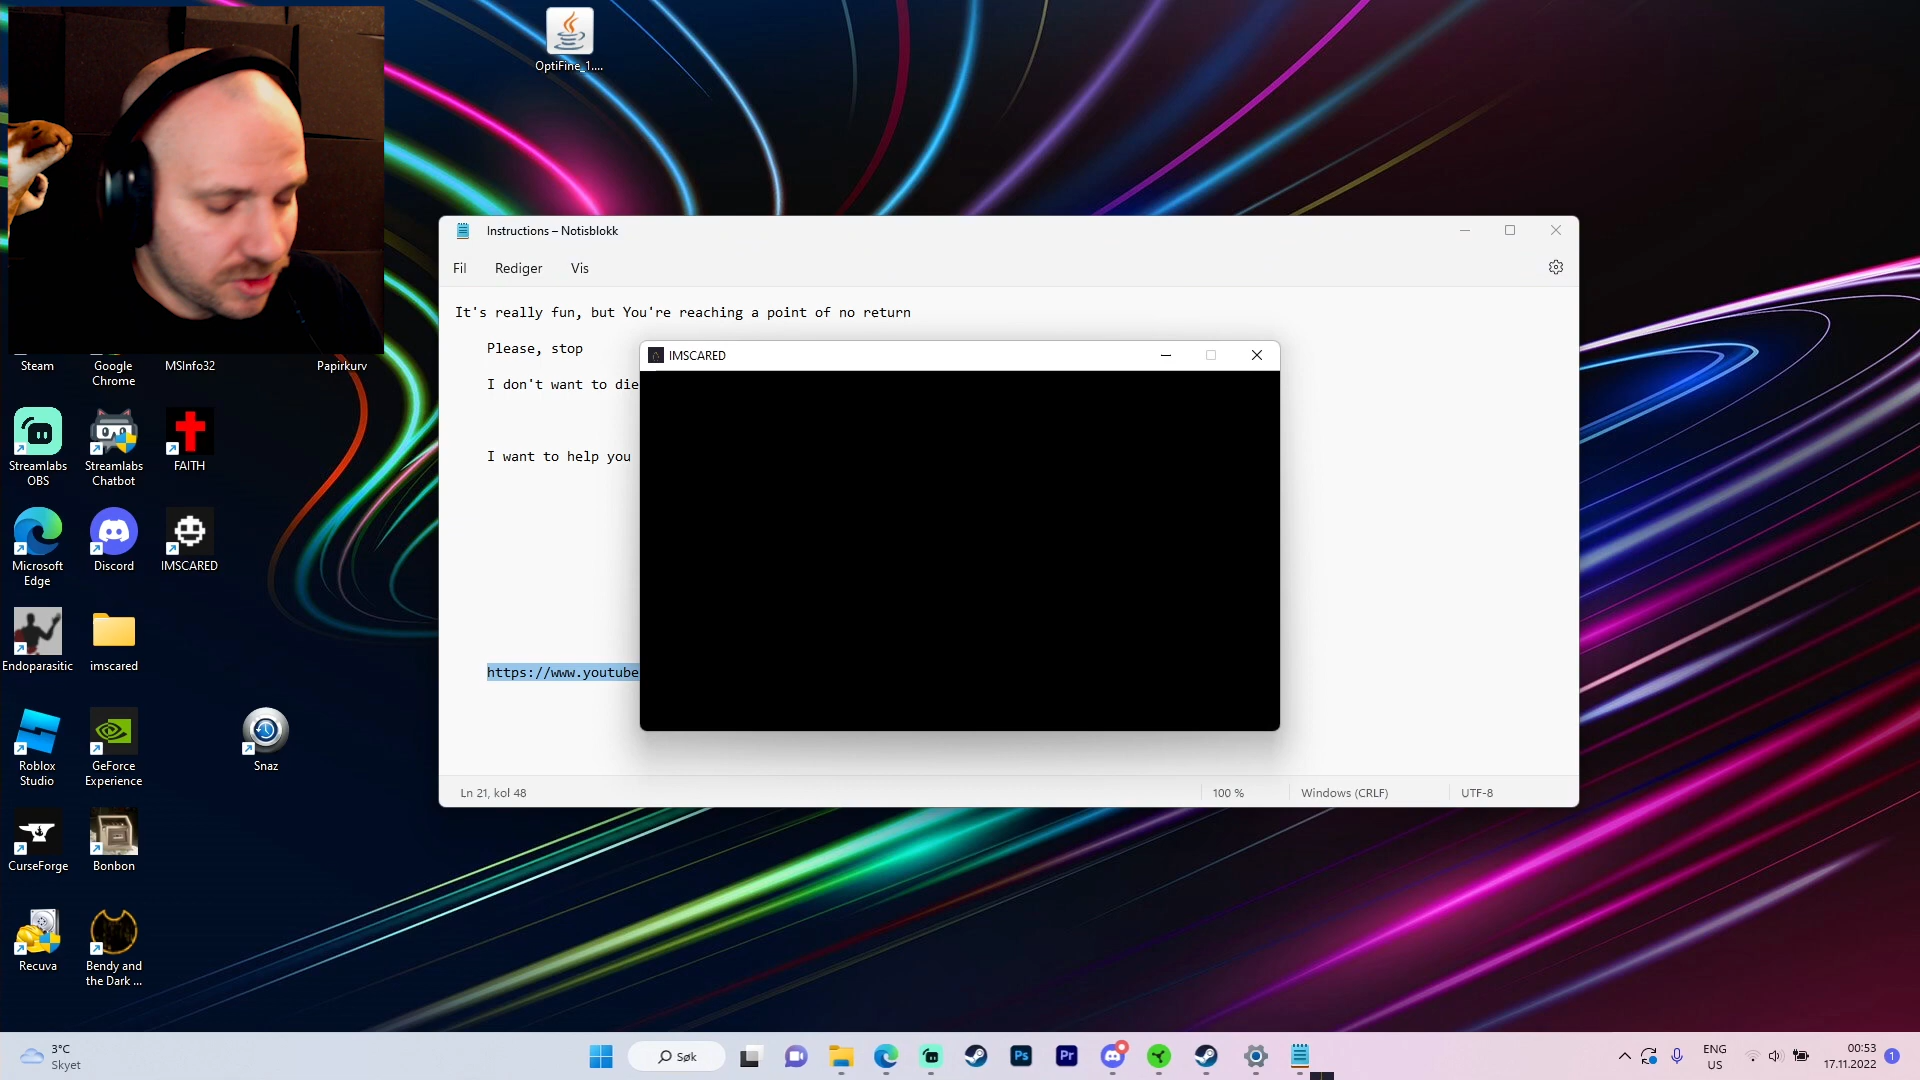 OptiFine_1....
Instructions – Notisblokk
Fil Rediger Vis
It's really fun, but You're reaching a point of no return
Please, stop
I don't want to die
I want to help you
https://www.youtube
IMSCARED
Ln 21, kol 48
100 %
Windows (CRLF)
UTF-8
Steam
Google Chrome
MSInfo32
Papirkurv
Streamlabs OBS
Streamlabs Chatbot
FAITH
Microsoft Edge
Discord
IMSCARED
Endoparasitic
imscared
Roblox Studio
GeForce Experience
Snaz
CurseForge
Bonbon
Recuva
Bendy and the Dark ...
3°C
Skyet
Søk
Ps
Pr
ENG
US
00:53
17.11.2022
1